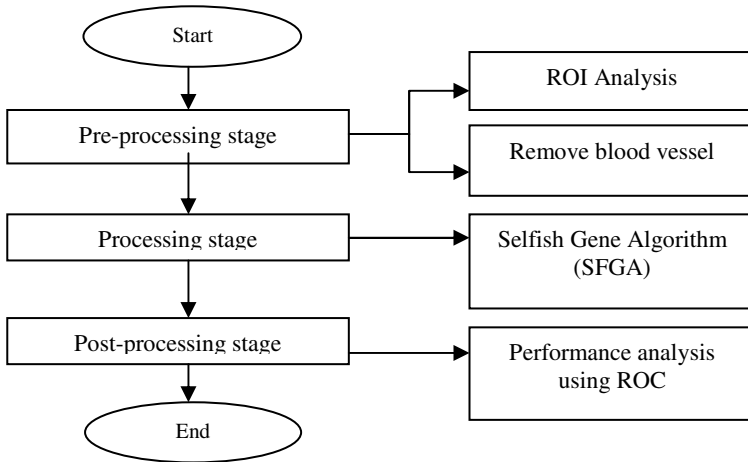 Start
ROI Analysis
Pre-processing stage
Remove blood vessel
Processing stage
Selfish Gene Algorithm
(SFGA)
Post-processing stage
Performance analysis
using ROC
End